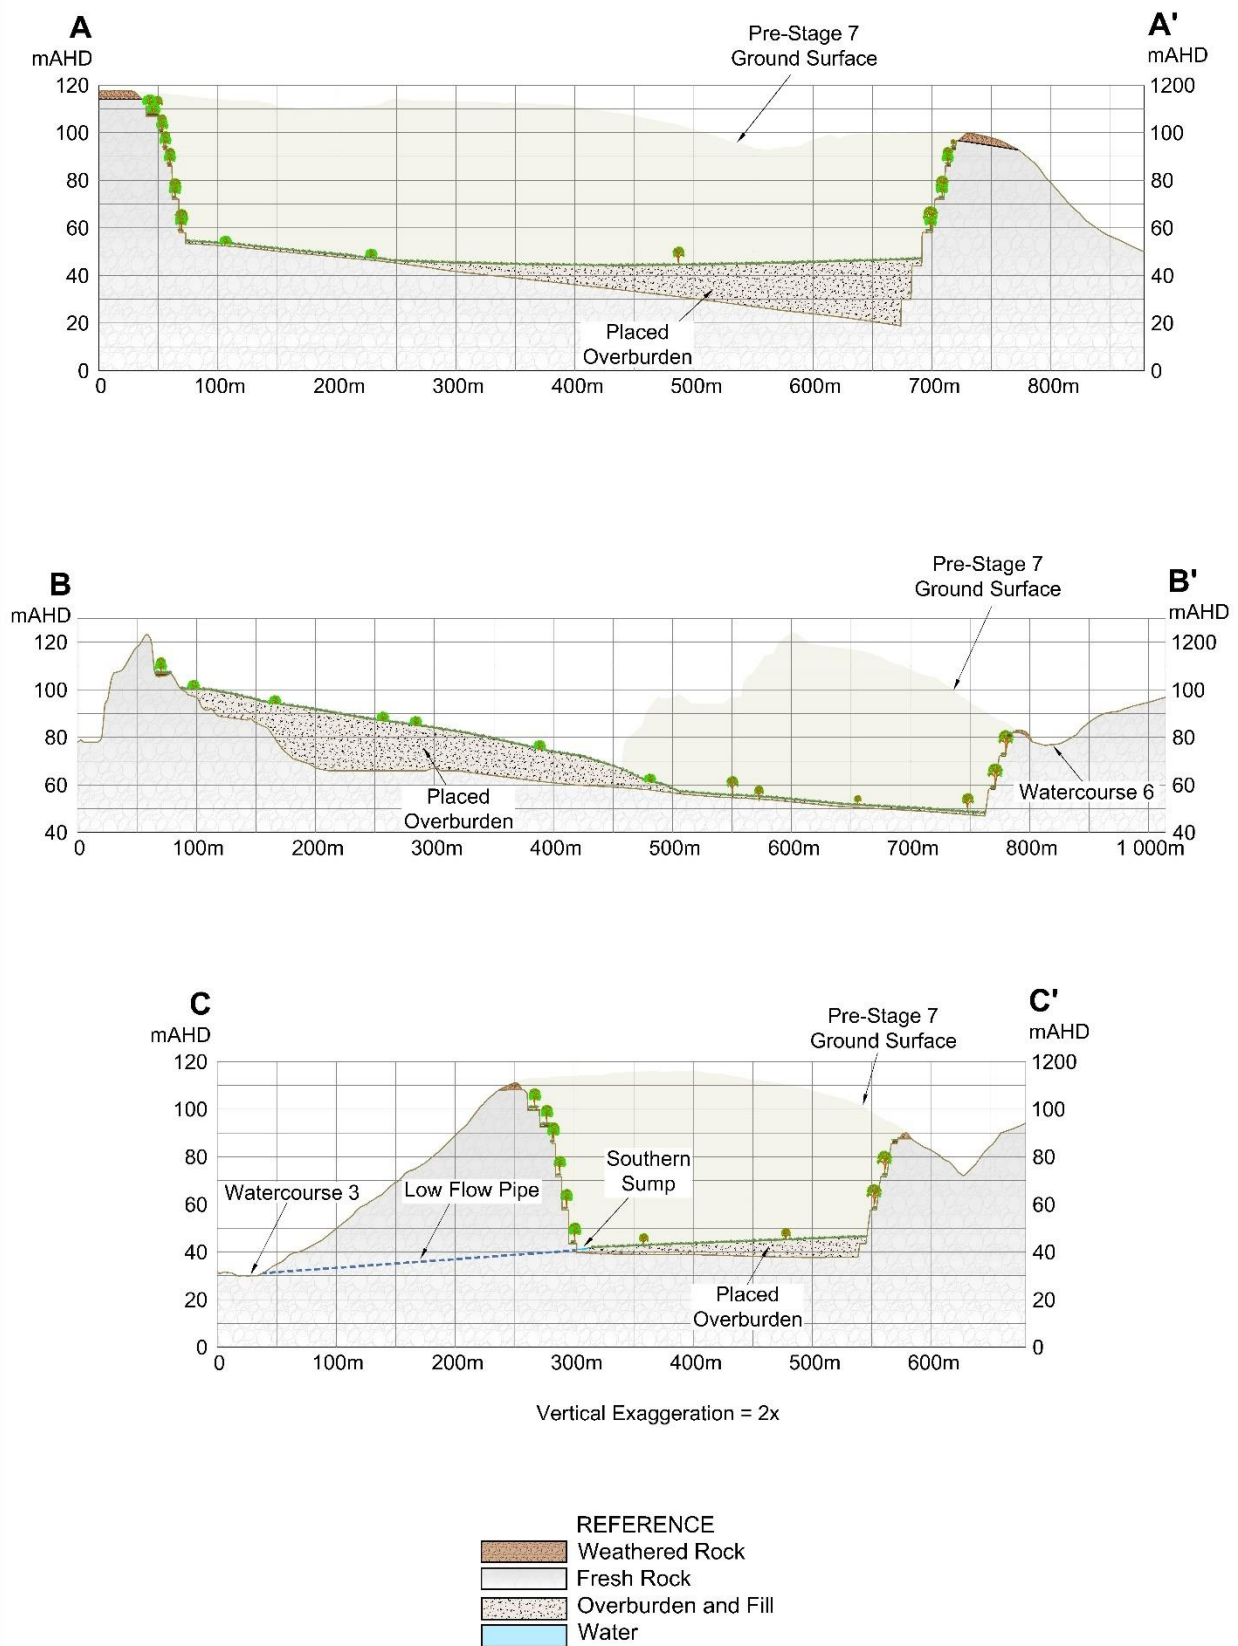 A
mAHD
A'
mAHD
Pre-Stage 7
Ground Surface
120
100
80
60
40
20
0
1200
100
80
60
40
20
0
Placed
Overburden
0
100m
200m
300m
400m
500m
600m
700m
800m
B
mAHD
B'
mAHD
Pre-Stage 7
Ground Surface
120
100
80
60
40
1200
100
80
60
40
Placed
Overburden
Watercourse 6
0
100m
200m
300m
400m
500m
600m
700m
800m
1 000m
C
mAHD
C'
mAHD
Pre-Stage 7
Ground Surface
120
100
80
60
40
20
0
1200
100
80
60
40
20
0
Watercourse 3
Low Flow Pipe
Southern
Sump
Placed
Overburden
0
100m
200m
300m
400m
500m
600m
Vertical Exaggeration = 2x
REFERENCE
Weathered Rock
Fresh Rock
Overburden and Fill
Water